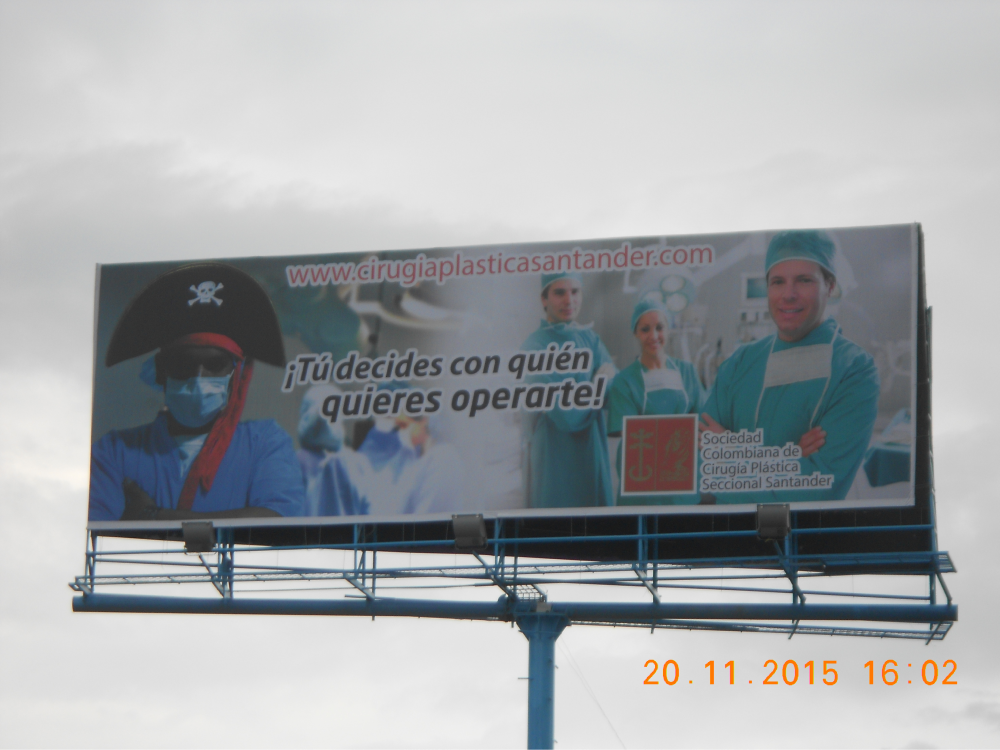 www.cirugiaplasticasantander.com
¡Tú decides con quién
quieres operarte!
Sociedad
Colombiana de
Cirugía Plástica
Seccional Santander
20.11.2015 16:02